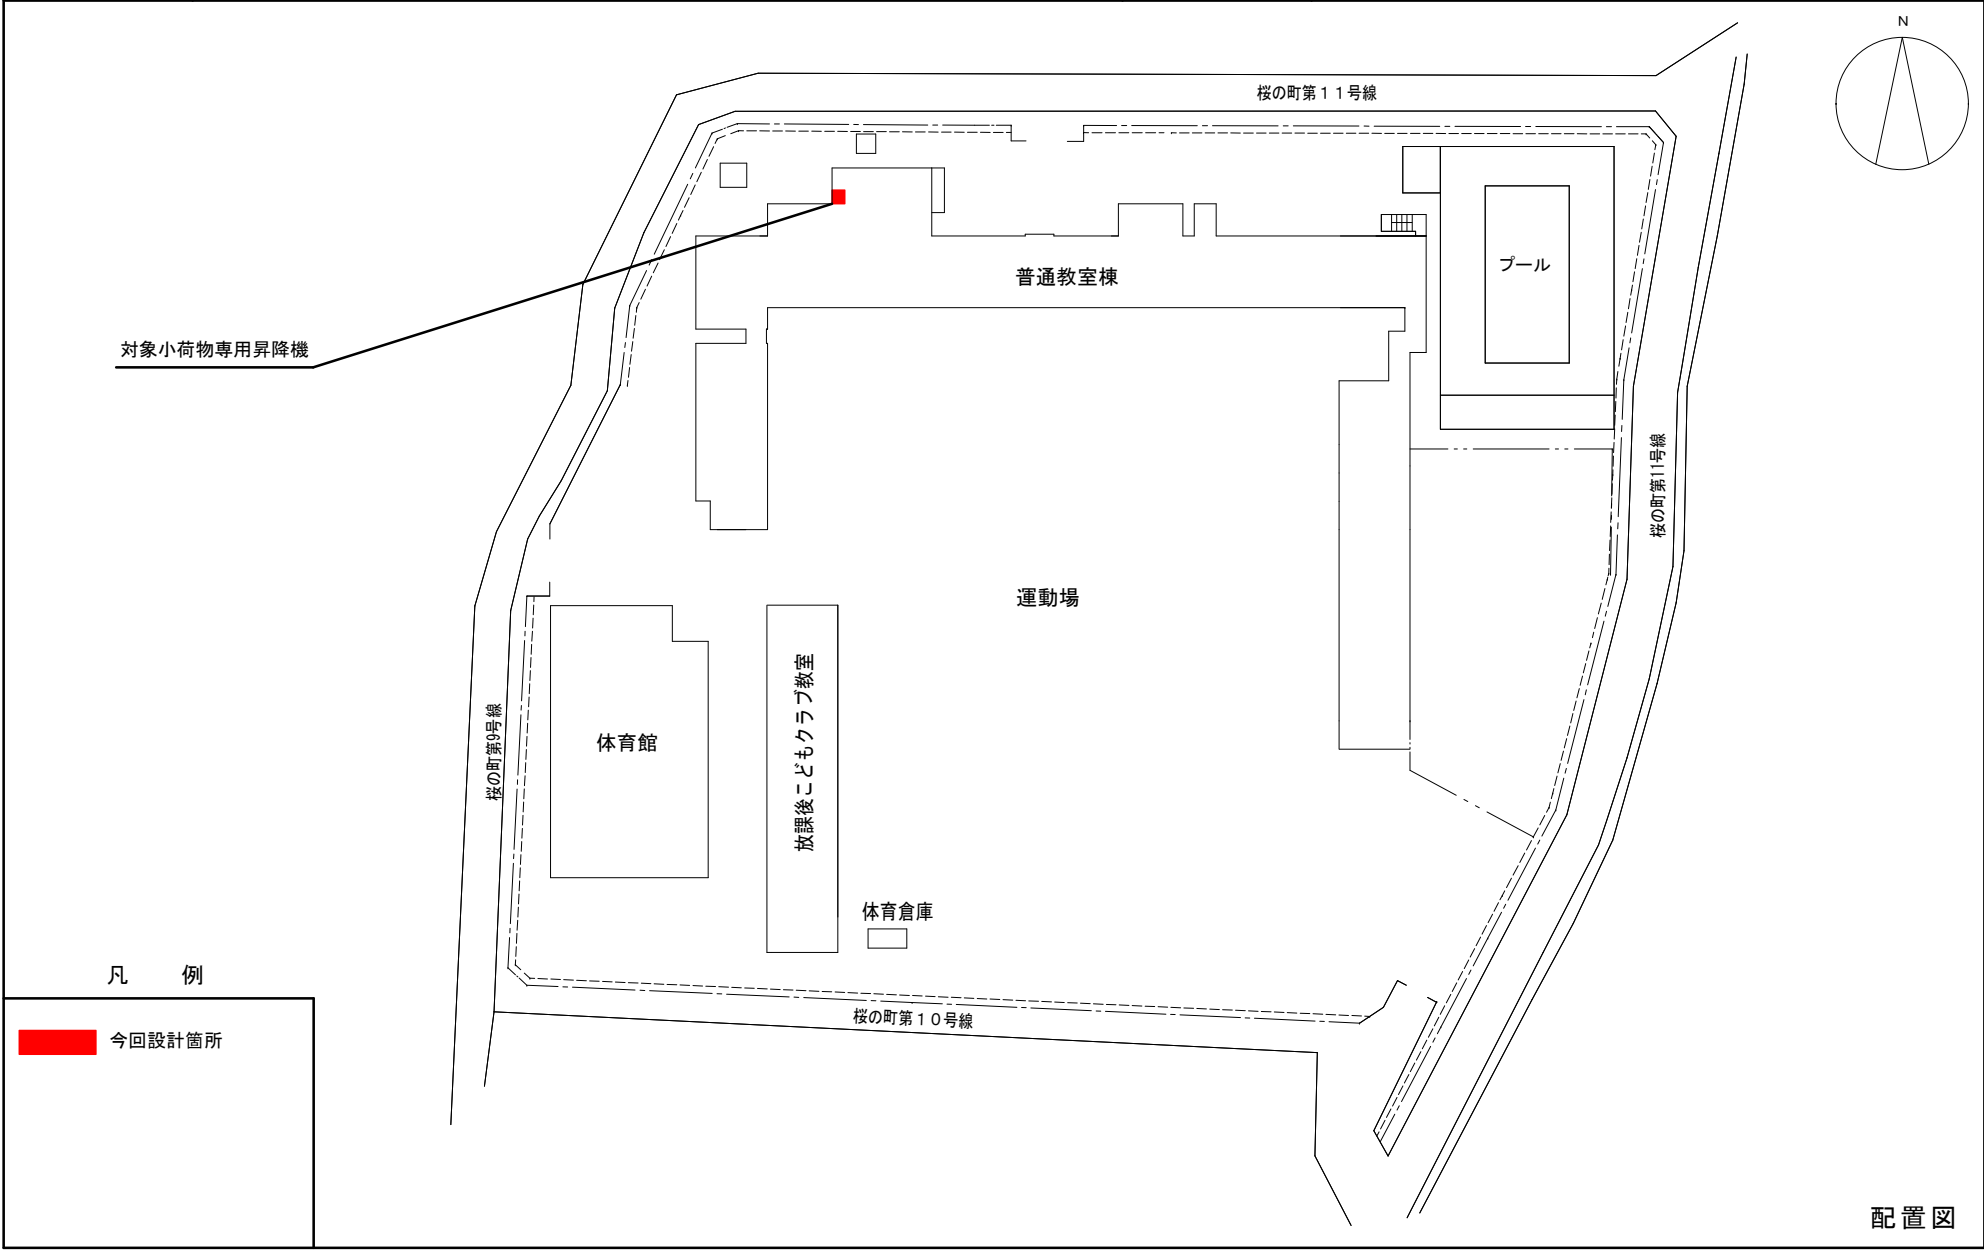 N
桜の町第１１号線
プール
普通教室棟
対象小荷物専用昇降機
桜の町第11号線
運動場
放課後こどもクラブ教室
桜の町第9号線
体育館
体育倉庫
凡　例
桜の町第１０号線
今回設計箇所
配置図